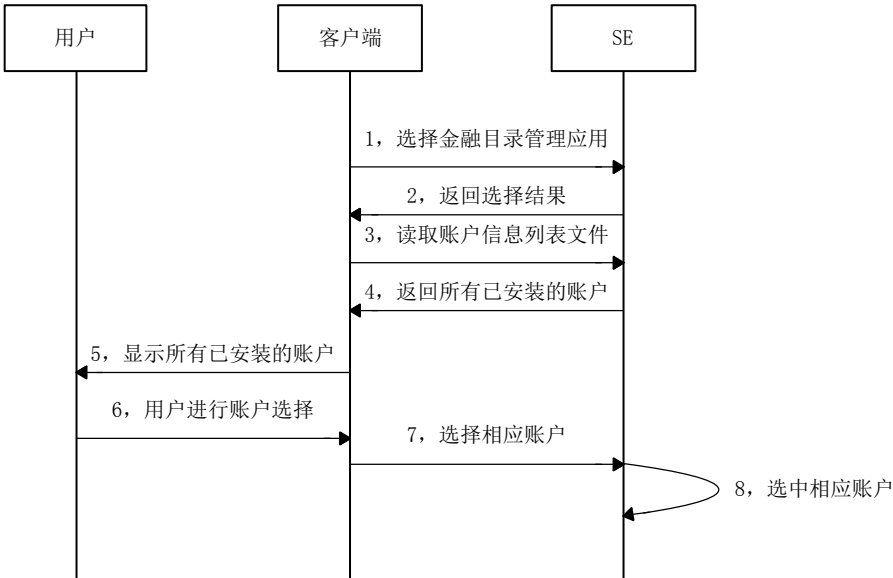 用户
客户端
SE
1，选择金融目录管理应用
2，返回选择结果
3，读取账户信息列表文件
4，返回所有已安装的账户
5，显示所有已安装的账户
6，用户进行账户选择
7，选择相应账户
8，选中相应账户